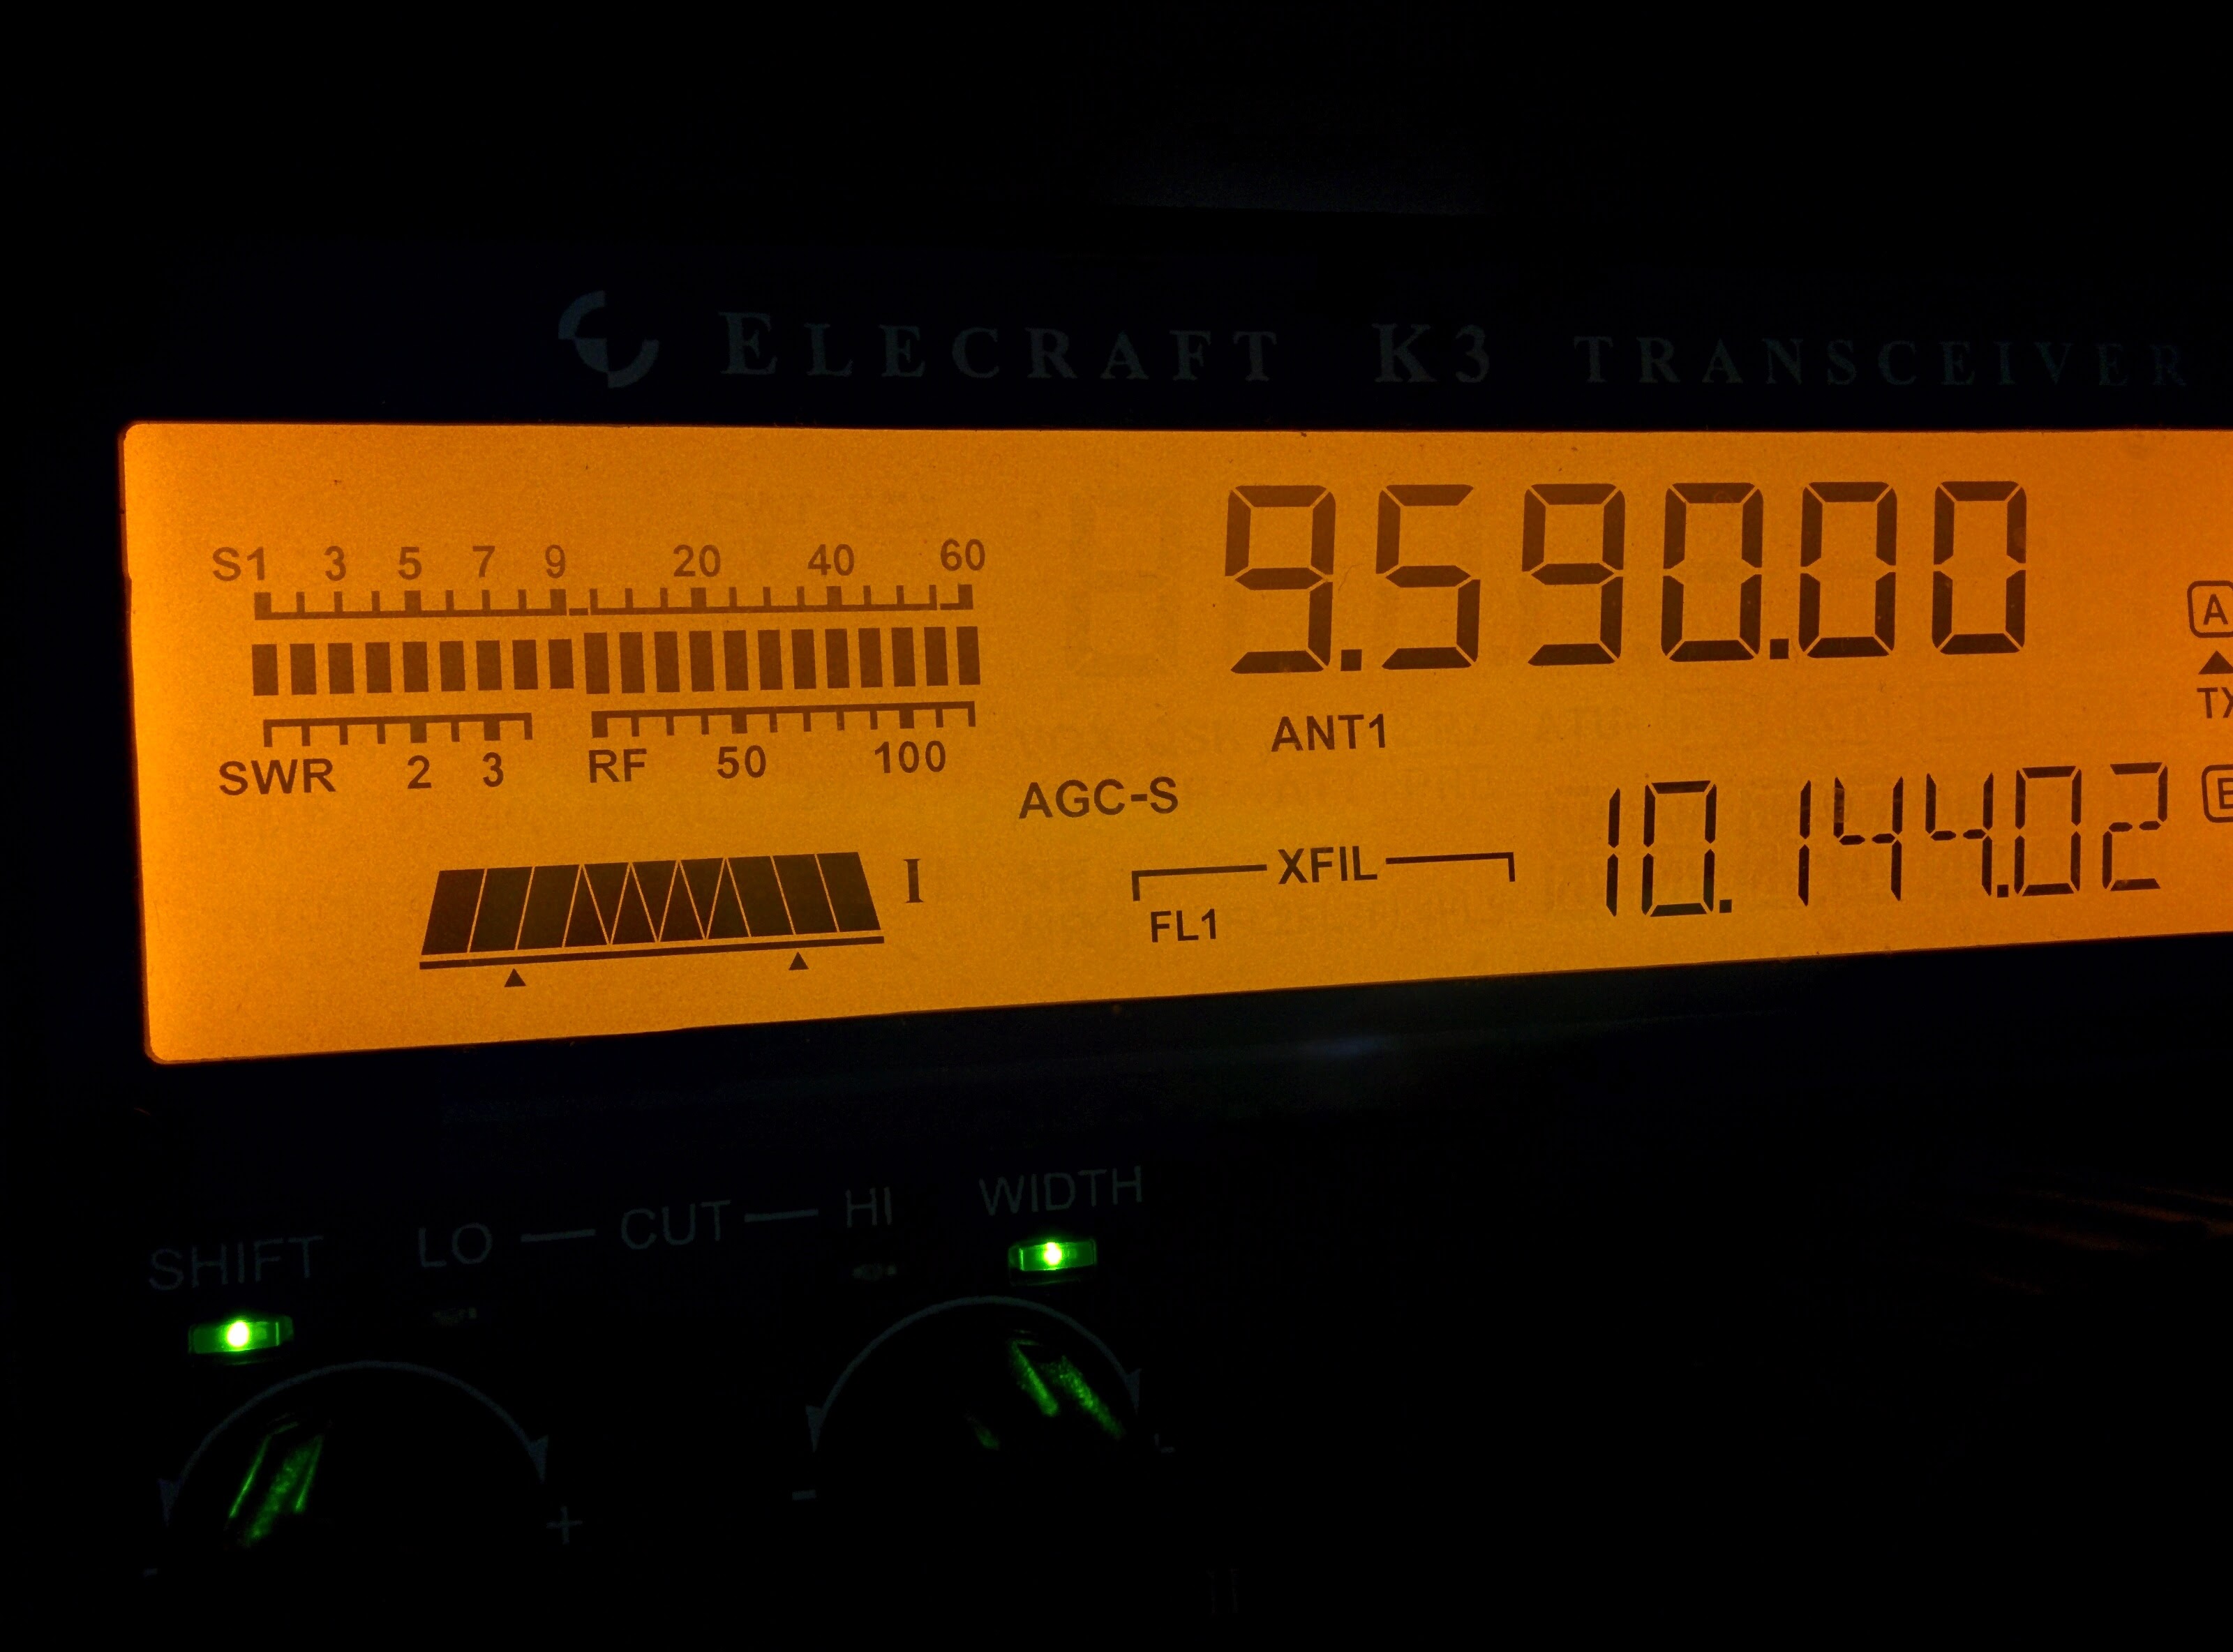 ELECRAFT K3 TRANSCEIVER
S1 3 5 7 9 20 40 60
9.590.00
A
SWR 2 3 RF 50 100
ANT1
TX
AGC-S
10.144.02
I
XFIL
FL1
SHIFT LO — CUT — HI WIDTH
- +
-